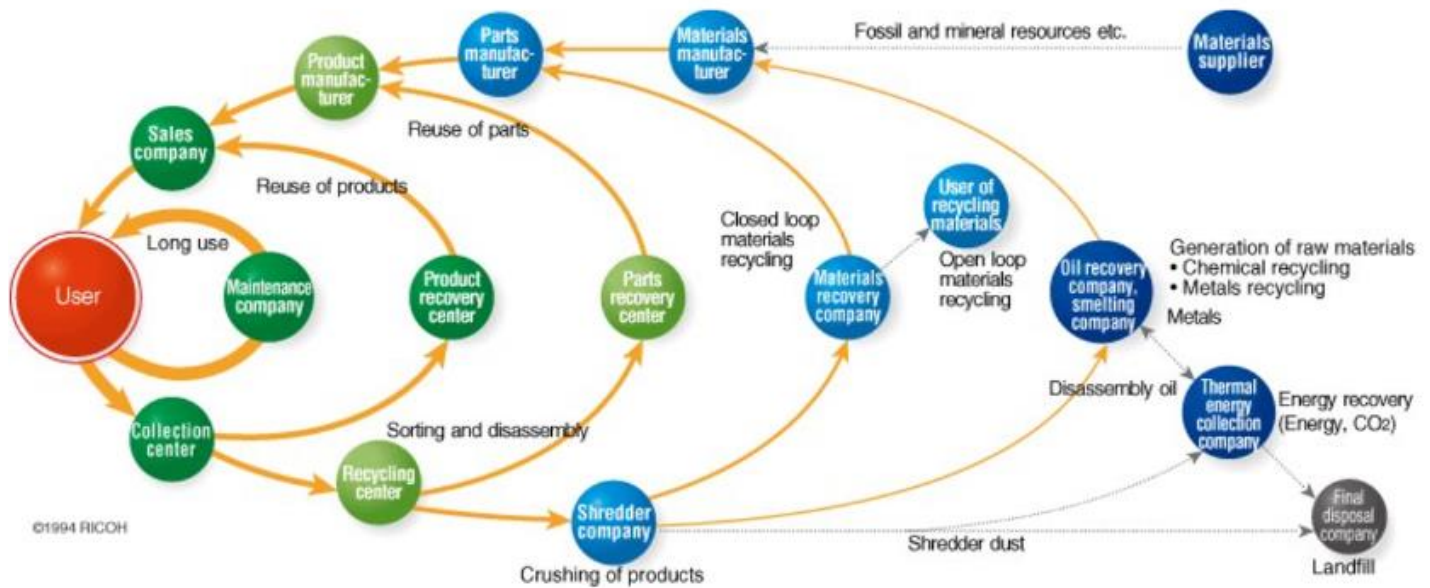 Fossil and mineral resources etc.
Materials
supplier
Materials
manufac-
turer
Parts
manufac-
turer
Product
manufac-
turer
Sales
company
Reuse of parts
Reuse of products
Long use
User
Maintenance
company
Product
recovery
center
Parts
recovery
center
Closed loop
materials
recycling
Materials
recovery
company
User of
recycling
materials
Open loop
materials
recycling
Oil recovery
company,
smelting
company
Generation of raw materials
• Chemical recycling
• Metals recycling
Metals
Disassembly oil
Thermal
energy
collection
company
Energy recovery
(Energy, CO2)
Collection
center
Sorting and disassembly
Recycling
center
Shredder
company
Crushing of products
Shredder dust
Final
disposal
company
Landfill
©1994 RICOH